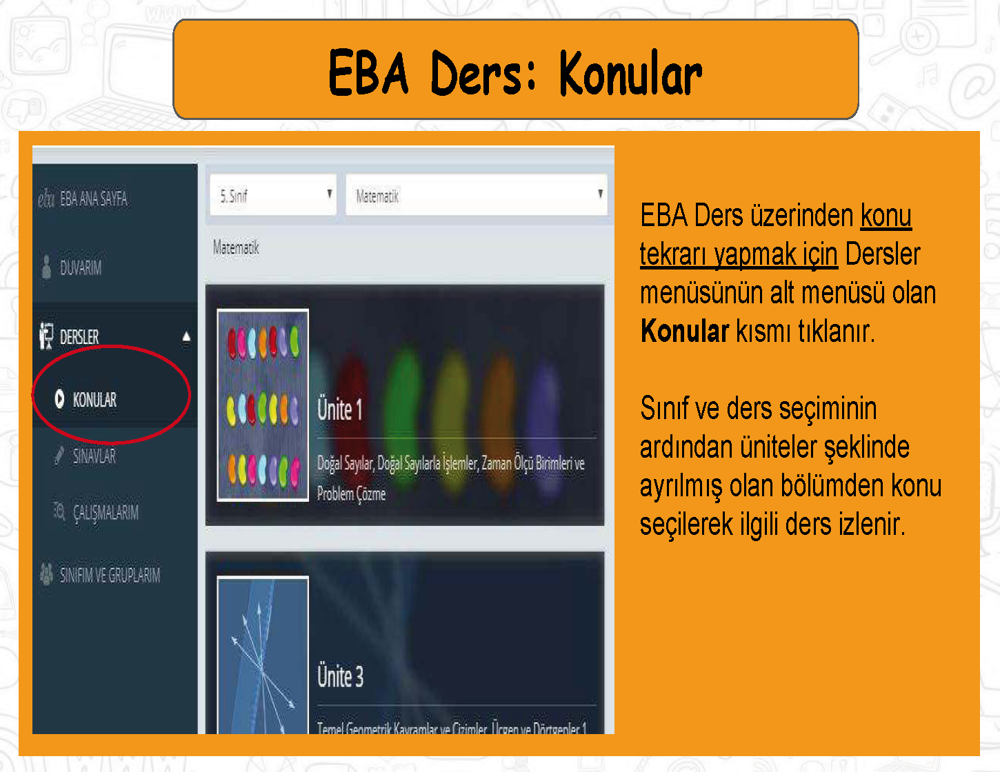 EBA Ders: Konular
eba EBA ANA SAYFA
DUVARIM
DERSLER
KONULAR
SINAVLAR
ÇALIŞMALARIM
SINIFIM VE GRUPLARIM
5. Sınıf
Matematik
Matematik
Ünite 1
Doğal Sayılar, Doğal Sayılarla İşlemler, Zaman Ölçü Birimleri ve
Problem Çözme
Ünite 3
Temel Geometrik Kavramlar ve Çizimler, Üçgen ve Dörtgenler 1
EBA Ders üzerinden konu
tekrarı yapmak için Dersler
menüsünün alt menüsü olan
Konular kısmı tıklanır.
Sınıf ve ders seçiminin
ardından üniteler şeklinde
ayrılmış olan bölümden konu
seçilerek ilgili ders izlenir.